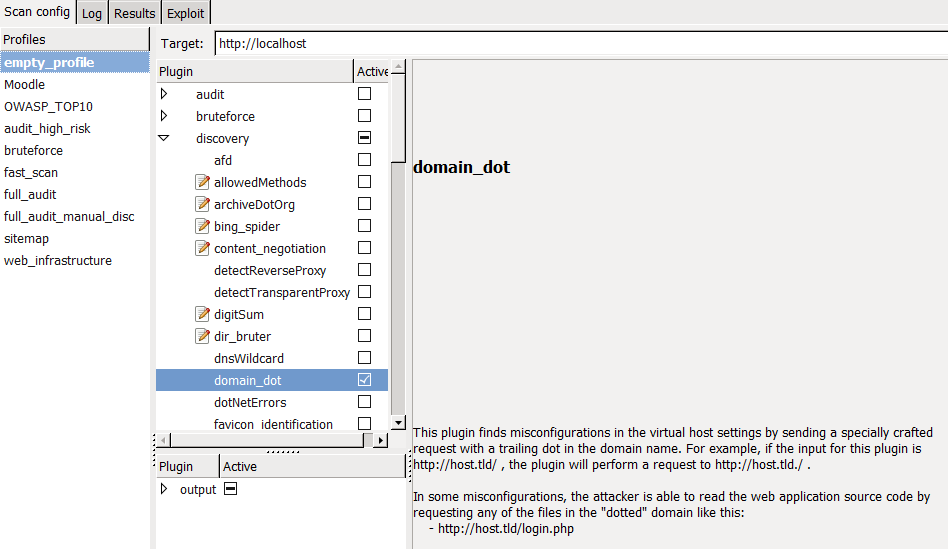 Scan config Log Results Exploit
Profiles
empty_profile
Moodle
OWASP_TOP10
audit_high_risk
bruteforce
fast_scan
full_audit
full_audit_manual_disc
sitemap
web_infrastructure
Target: http://localhost
Plugin Active
audit
bruteforce
discovery
afd
allowedMethods
archiveDotOrg
bing_spider
content_negotiation
detectReverseProxy
detectTransparentProxy
digitSum
dir_bruter
dnsWildcard
domain_dot
dotNetErrors
favicon_identification
Plugin Active
output
domain_dot
This plugin finds misconfigurations in the virtual host settings by sending a specially crafted
request with a trailing dot in the domain name. For example, if the input for this plugin is
http://host.tld/ , the plugin will perform a request to http://host.tld./ .
In some misconfigurations, the attacker is able to read the web application source code by
requesting any of the files in the "dotted" domain like this:
- http://host.tld/login.php